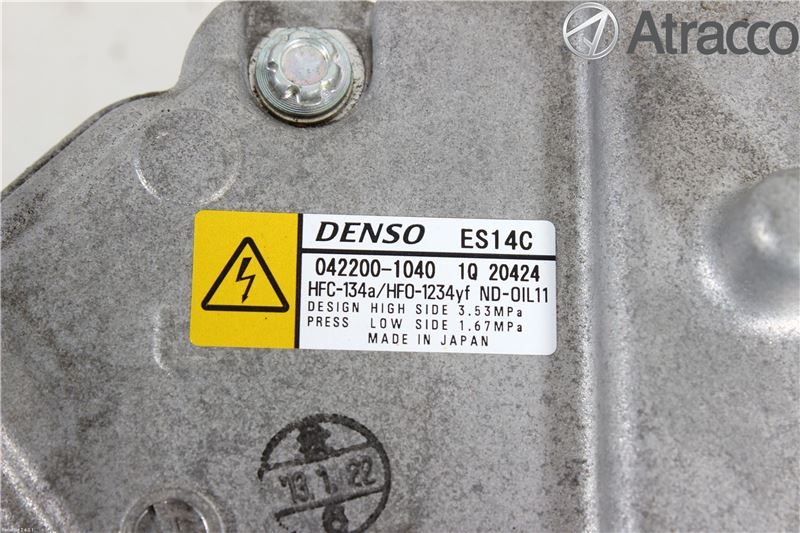 Atracco
DENSO ES14C
042200-1040 1Q 20424
HFC-134a/HFO-1234yf ND-OIL11
DESIGN HIGH SIDE 3.53MPa
PRESS LOW SIDE 1.67MPa
MADE IN JAPAN
'13.1.22